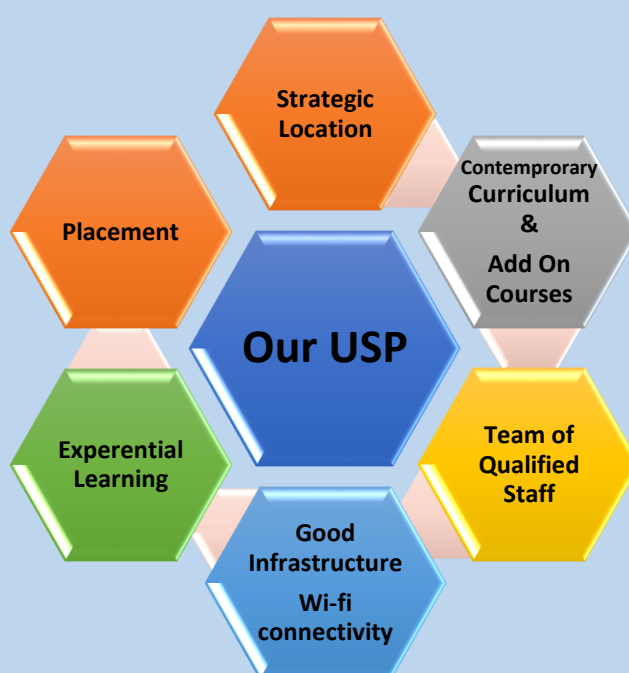 Strategic
Location
Contemprorary
Curriculum
&
Add On
Courses
Placement
Our USP
Team of
Qualified
Staff
Experential
Learning
Good
Infrastructure
Wi-fi
connectivity